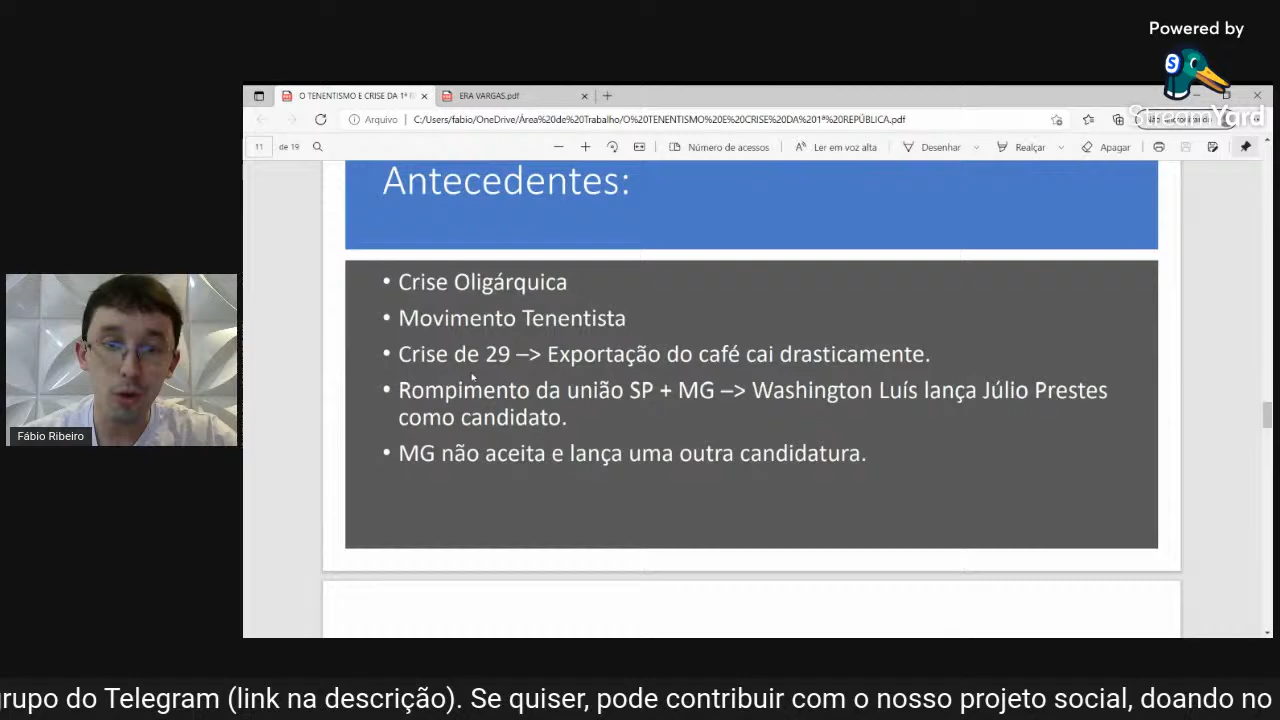 Powered by
StreamYard
O TENENTISMO E CRISE DA 1ª
ERA VARGAS.pdf
Arquivo
C:/Users/fabio/OneDrive/Área%20de%20Trabalho/O%20TENENTISMO%20E%20CRISE%20DA%201ª%20REPÚBLICA.pdf
11 de 19
Número de acessos
Ler em voz alta
Desenhar
Realçar
Apagar
Antecedentes:
• Crise Oligárquica
• Movimento Tenentista
• Crise de 29 –> Exportação do café cai drasticamente.
• Rompimento da união SP + MG –> Washington Luís lança Júlio Prestes
como candidato.
• MG não aceita e lança uma outra candidatura.
Fábio Ribeiro
grupo do Telegram (link na descrição). Se quiser, pode contribuir com o nosso projeto social, doando no